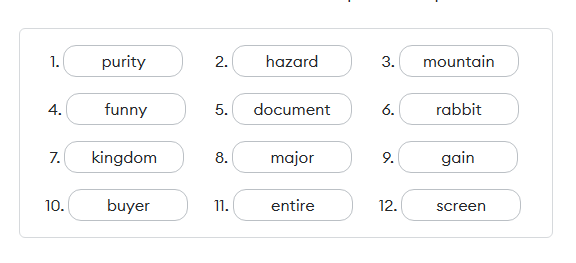 1. purity 2. hazard 3. mountain
4. funny 5. document 6. rabbit
7. kingdom 8. major 9. gain
10. buyer 11. entire 12. screen